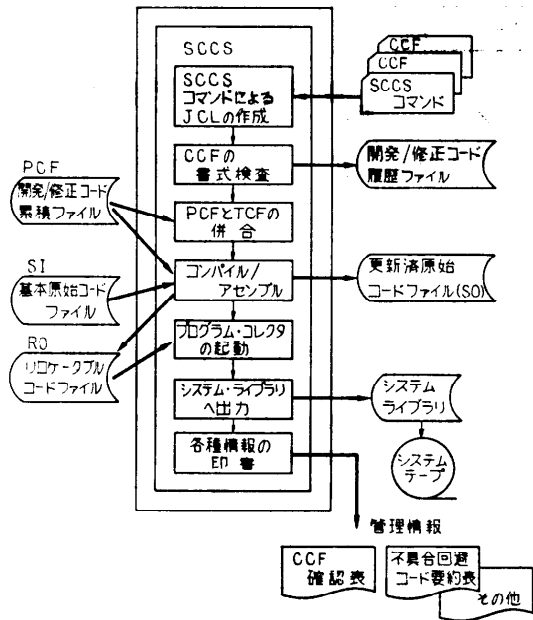 SCCS
SCCS
コマンドによる
JCLの作成
CCF
CCF
SCCS
コマンド
CCFの
書式検査
開発/修正コード
履歴ファイル
PCF
開発/修正コード
累積ファイル
PCFとTCFの
併合
SI
基本原始コード
ファイル
コンパイル/
アセンブル
更新済原始
コードファイル(SO)
RO
リロケータブル
コードファイル
プログラム・コレクタ
の起動
システム・ライブラリ
へ出力
システム
ライブラリ
各種情報の
印書
システム
テープ
管理情報
CCF
確認表
不具合回避
コード要約表
その他